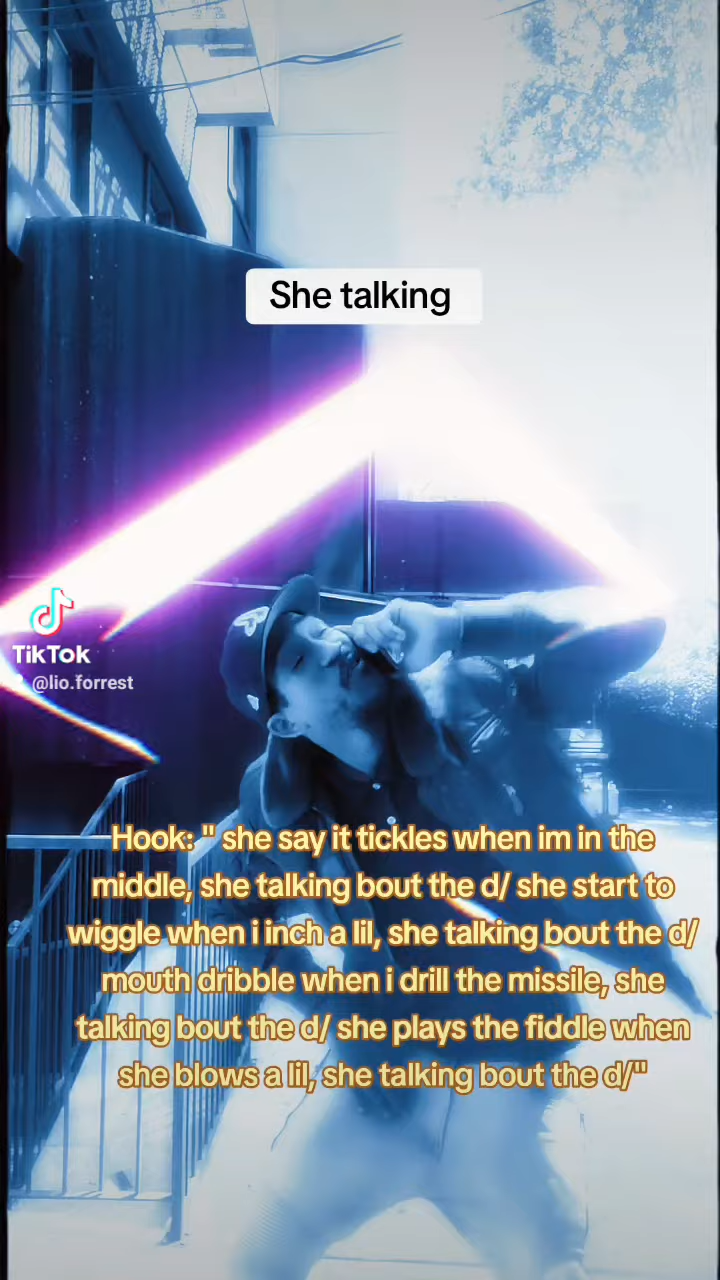 She talking
TikTok
@lio.forrest
Hook: " she say it tickles when im in the
middle, she talking bout the d/ she start to
wiggle when i inch a lil, she talking bout the d/
mouth dribble when i drill the missile, she
talking bout the d/ she plays the fiddle when
she blows a lil, she talking bout the d/"